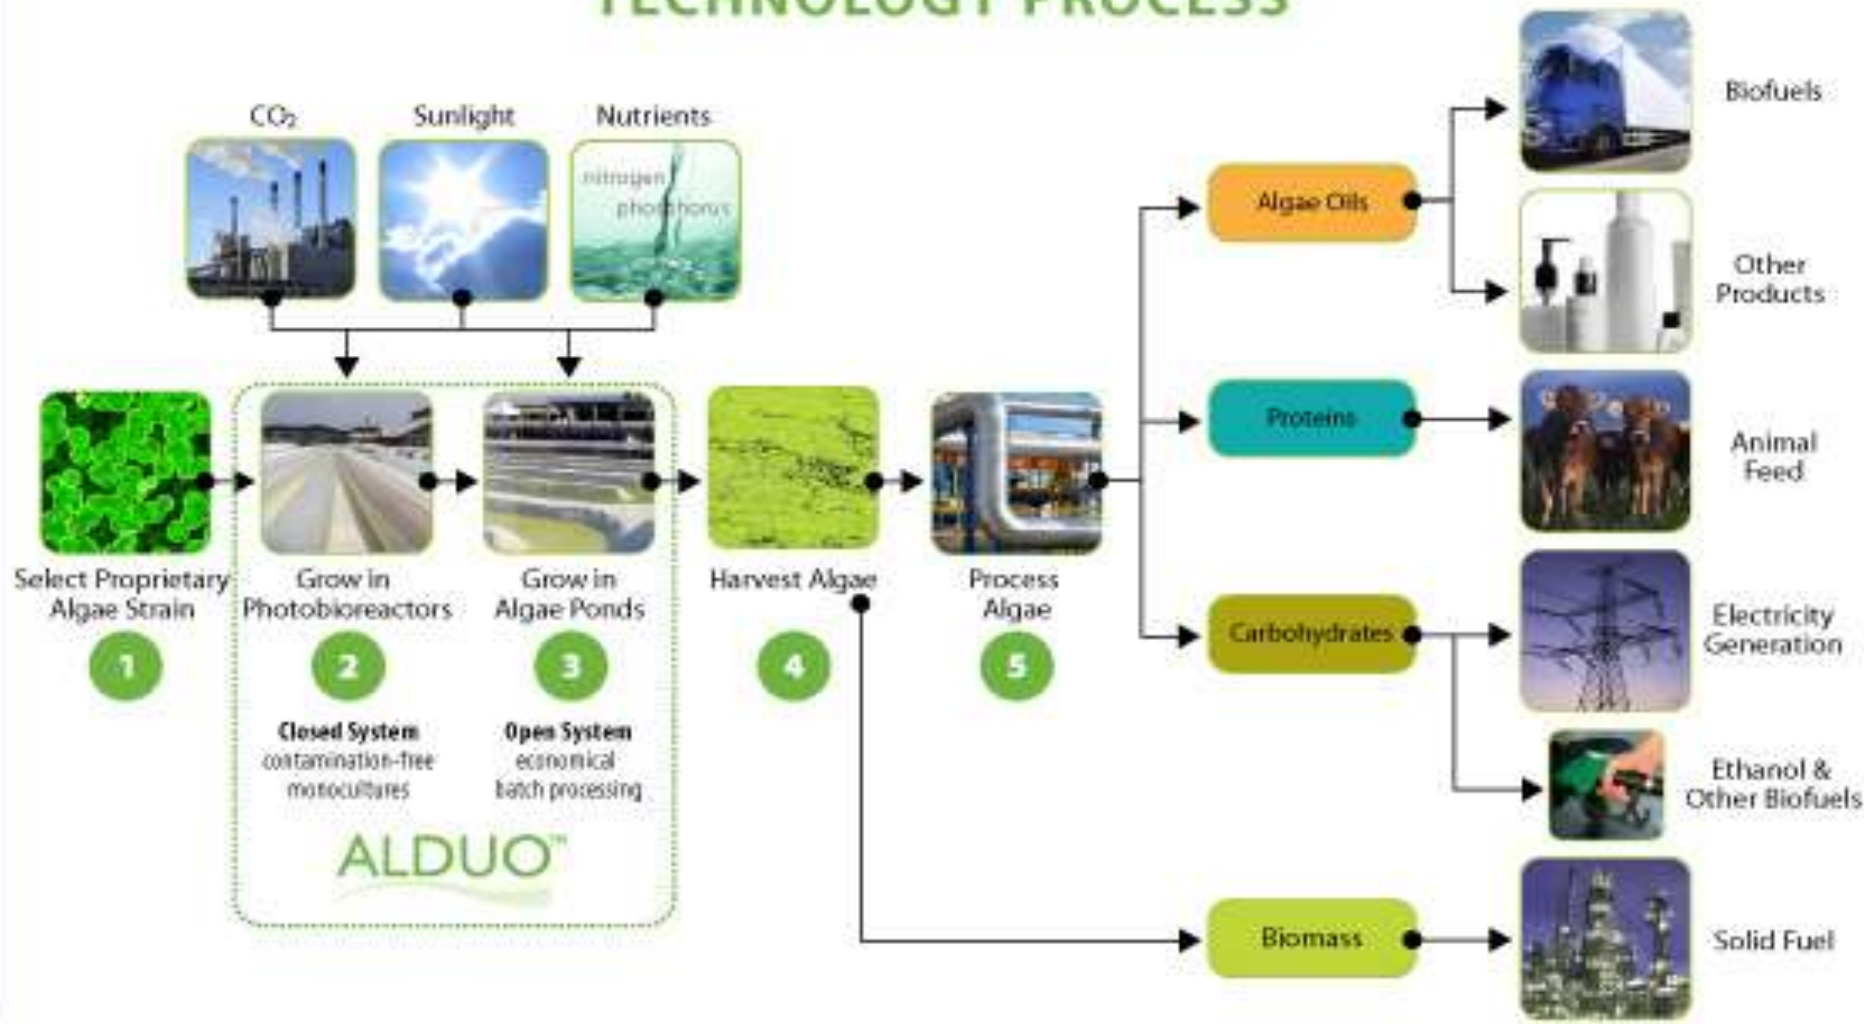 TECHNOLOGY PROCESS
CO₂
Sunlight
Nutrients
nitrogen
phosphorus
Select Proprietary
Algae Strain
1
Grow in
Photobioreactors
2
Closed System
contamination-free
monocultures
Grow in
Algae Ponds
3
Open System
economical
batch processing
ALDUO™
Harvest Algae
4
Process
Algae
5
Algae Oils
Proteins
Carbohydrates
Biomass
Biofuels
Other
Products
Animal
Feed
Electricity
Generation
Ethanol &
Other Biofuels
Solid Fuel